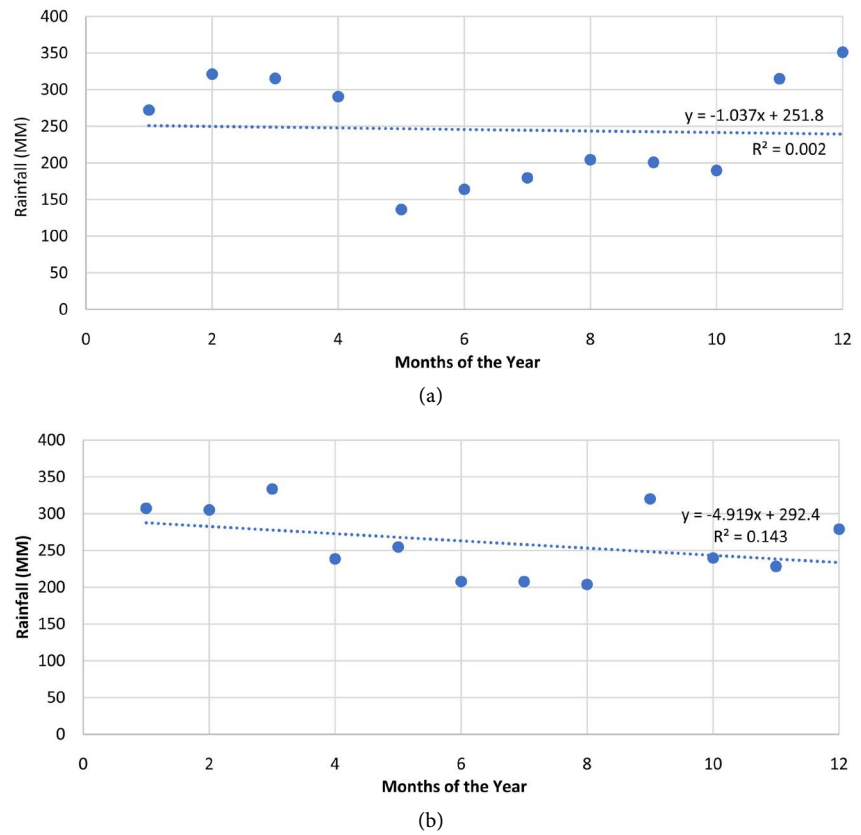 400
350
300
250
200
150
100
50
0
Rainfall (MM)
y = -1.037x + 251.8
R² = 0.002
0 2 4 6 8 10 12
Months of the Year
(a)
400
350
300
250
200
150
100
50
0
Rainfall (MM)
y = -4.919x + 292.4
R² = 0.143
0 2 4 6 8 10 12
Months of the Year
(b)